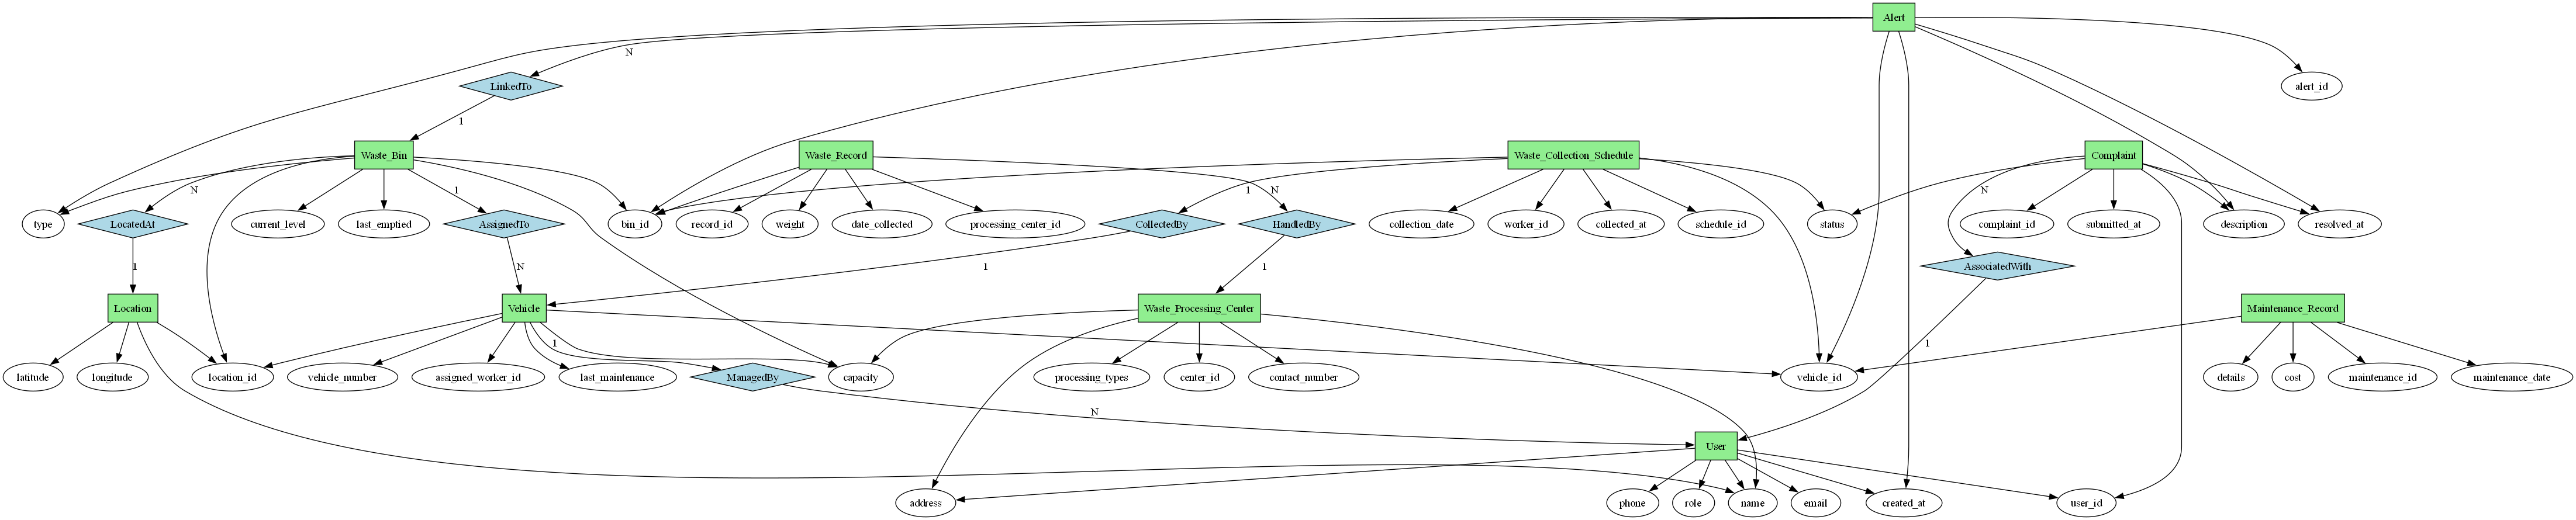 Alert
N
LinkedTo
alert_id
1
Waste_Bin
Waste_Record
Waste_Collection_Schedule
Complaint
N
1
1
N
N
type
LocatedAt
current_level
last_emptied
AssignedTo
bin_id
record_id
weight
date_collected
processing_center_id
CollectedBy
HandledBy
collection_date
worker_id
collected_at
schedule_id
status
complaint_id
submitted_at
description
resolved_at
1
N
1
1
AssociatedWith
Location
Vehicle
Waste_Processing_Center
Maintenance_Record
1
1
latitude
longitude
location_id
vehicle_number
assigned_worker_id
last_maintenance
ManagedBy
capacity
processing_types
center_id
contact_number
vehicle_id
details
cost
maintenance_id
maintenance_date
N
User
address
phone
role
name
email
created_at
user_id